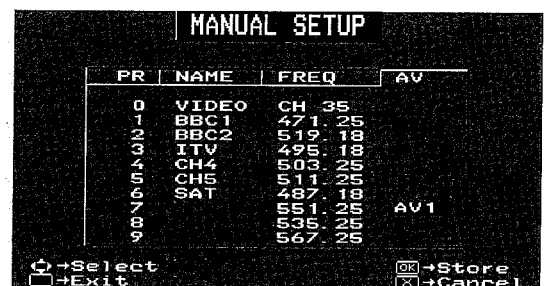 MANUAL SETUP
PR NAME FREQ AV
0 VIDEO CH 35
1 BBC1 471.25
2 BBC2 519.18
3 ITV 495.18
4 CH4 503.25
5 CH5 511.25
6 SAT 487.18
7 551.25 AV1
8 535.25
9 567.25
→Select OK→Store
→Exit X→Cancel